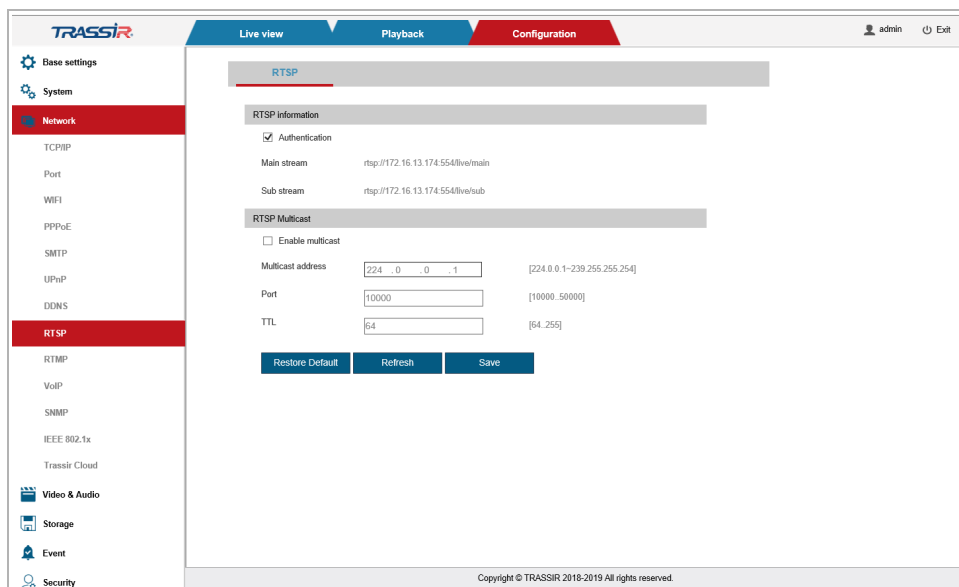 TRASSIR
Live view
Playback
Configuration
admin
Exit
Base settings
System
Network
TCP/IP
Port
WIFI
PPPoE
SMTP
UPnP
DDNS
RTSP
RTMP
VoIP
SNMP
IEEE 802.1x
Trassir Cloud
Video & Audio
Storage
Event
Security
RTSP
RTSP information
Authentication
Main stream rtsp://172.16.13.174:554/live/main
Sub stream rtsp://172.16.13.174:554/live/sub
RTSP Multicast
Enable multicast
Multicast address 224 . 0 . 0 . 1 [224.0.0.1~239.255.255.254]
Port 10000 [10000..50000]
TTL 64 [64..255]
Restore Default Refresh Save
Copyright © TRASSIR 2018-2019 All rights reserved.